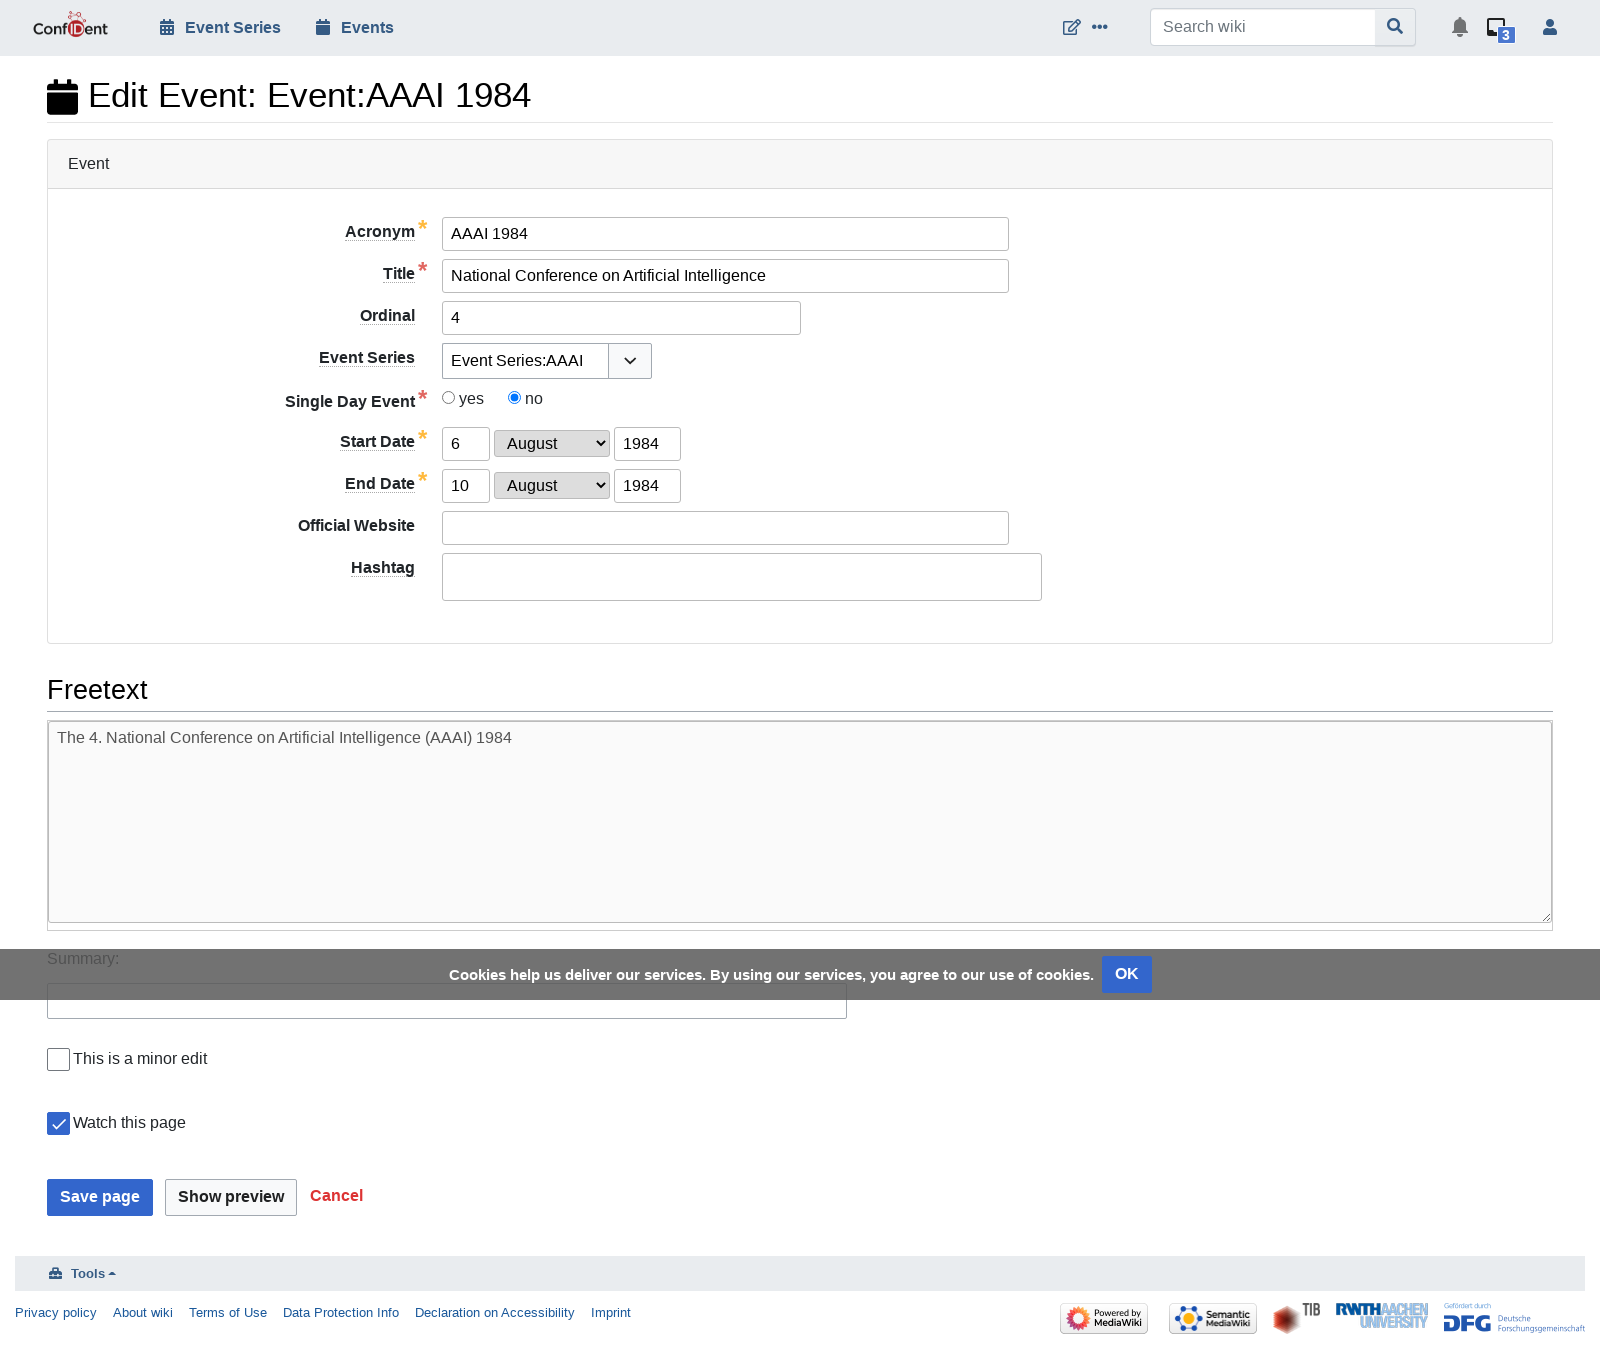 ConfIDent
Event Series
Events
Search wiki
3
Edit Event: Event:AAAI 1984
Event
Acronym * AAAI 1984
Title * National Conference on Artificial Intelligence
Ordinal 4
Event Series Event Series:AAAI
Single Day Event * yes no
Start Date * 6 August 1984
End Date * 10 August 1984
Official Website
Hashtag
Freetext
The 4. National Conference on Artificial Intelligence (AAAI) 1984
Summary:
Cookies help us deliver our services. By using our services, you agree to our use of cookies. OK
This is a minor edit
Watch this page
Save page Show preview Cancel
Tools
Privacy policy About wiki Terms of Use Data Protection Info Declaration on Accessibility Imprint
Powered by MediaWiki
Semantic MediaWiki
TIB
RWTH AACHEN UNIVERSITY
Gefördert durch
DFG Deutsche Forschungsgemeinschaft